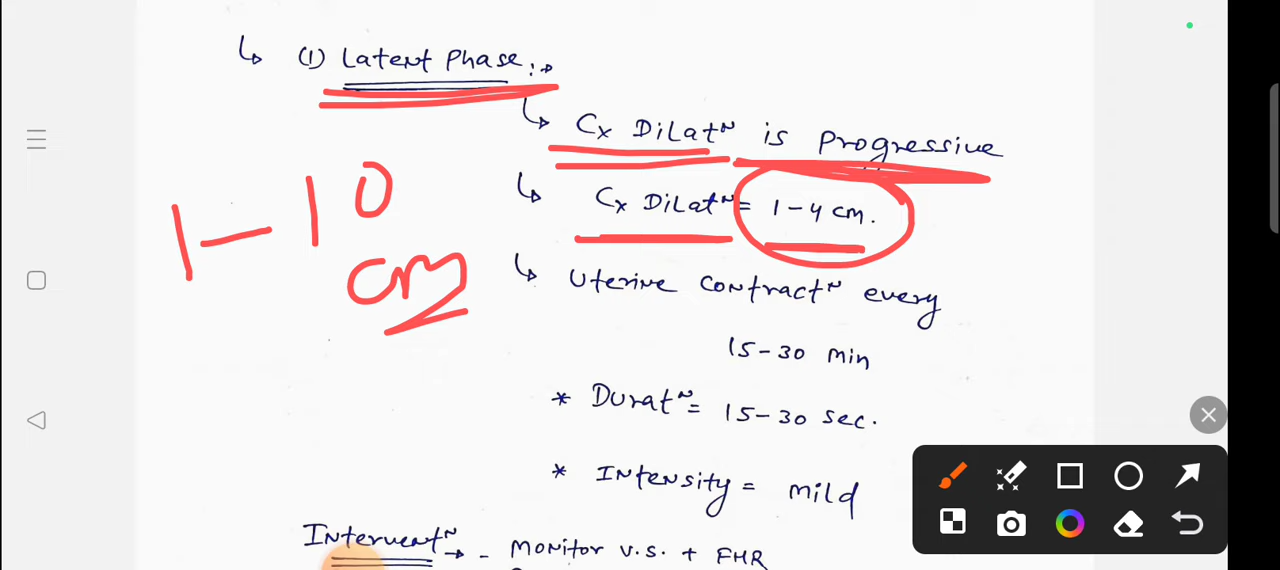 ↳ (1) Latent Phase :→
↳ Cx Dilatᴺ is Progressive
↳ Cx Dilatᴺ = 1-4 cm.
1-10
cm
↳ Uterine contractᴺ every
15-30 min
* Duratᴺ = 15-30 sec.
* Intensity = mild
Interventᴺ → - Monitor v.s. + FHR